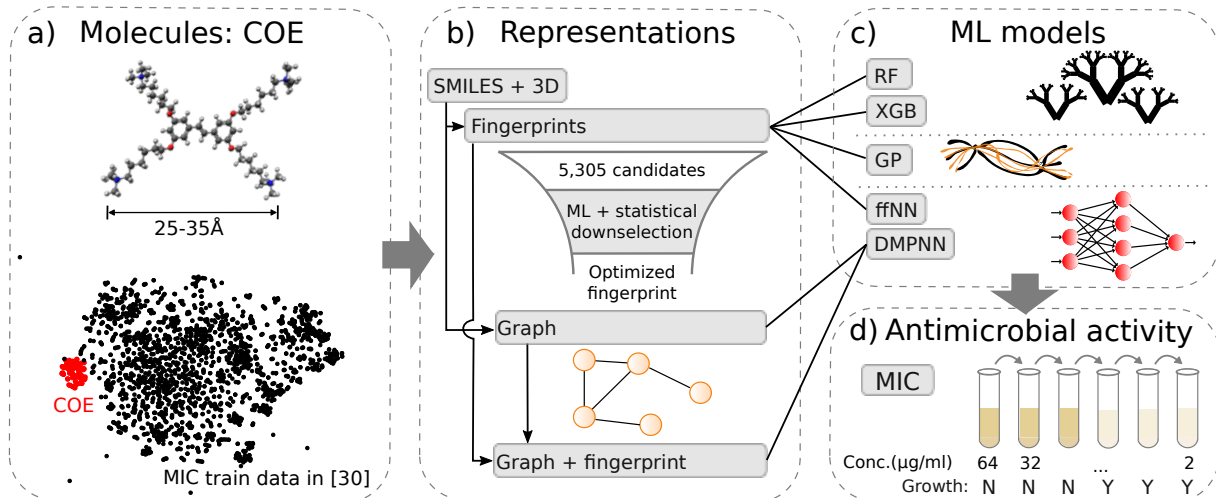 a) Molecules: COE
25-35Å
COE
MIC train data in [30]
b) Representations
SMILES + 3D
Fingerprints
5,305 candidates
ML + statistical
downselection
Optimized
fingerprint
Graph
Graph + fingerprint
c) ML models
RF
XGB
GP
ffNN
DMPNN
d) Antimicrobial activity
MIC
Conc.(μg/ml) 64 32 ... 2
Growth: N N N Y Y Y